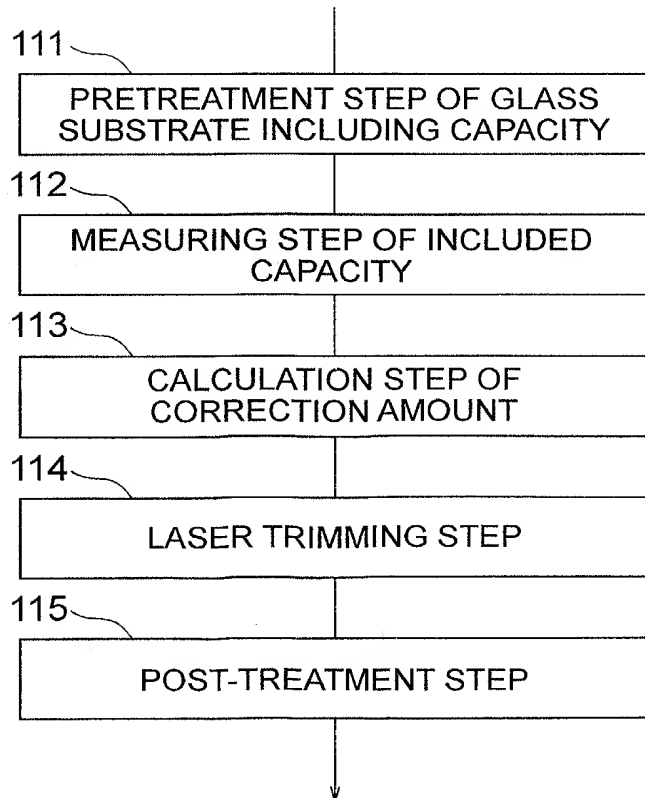 111
PRETREATMENT STEP OF GLASS
SUBSTRATE INCLUDING CAPACITY
112
MEASURING STEP OF INCLUDED
CAPACITY
113
CALCULATION STEP OF
CORRECTION AMOUNT
114
LASER TRIMMING STEP
115
POST-TREATMENT STEP